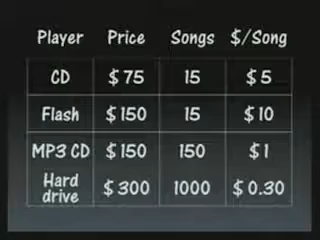 Player Price Songs $/Song
CD $75 15 $5
Flash $150 15 $10
MP3 CD $150 150 $1
Hard drive $300 1000 $0.30